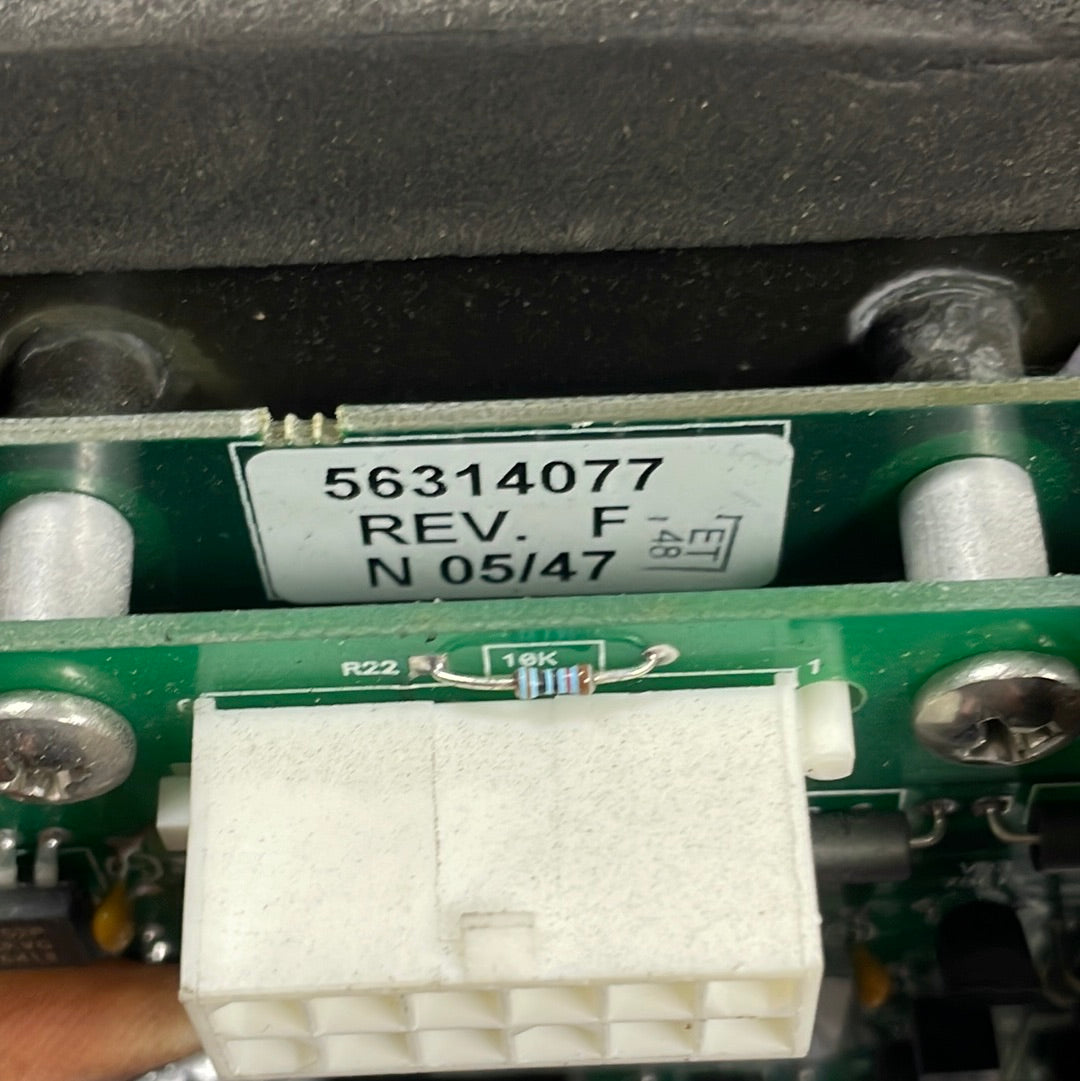 56314077
REV. F
N 05/47
ET
48
R22
10K
1